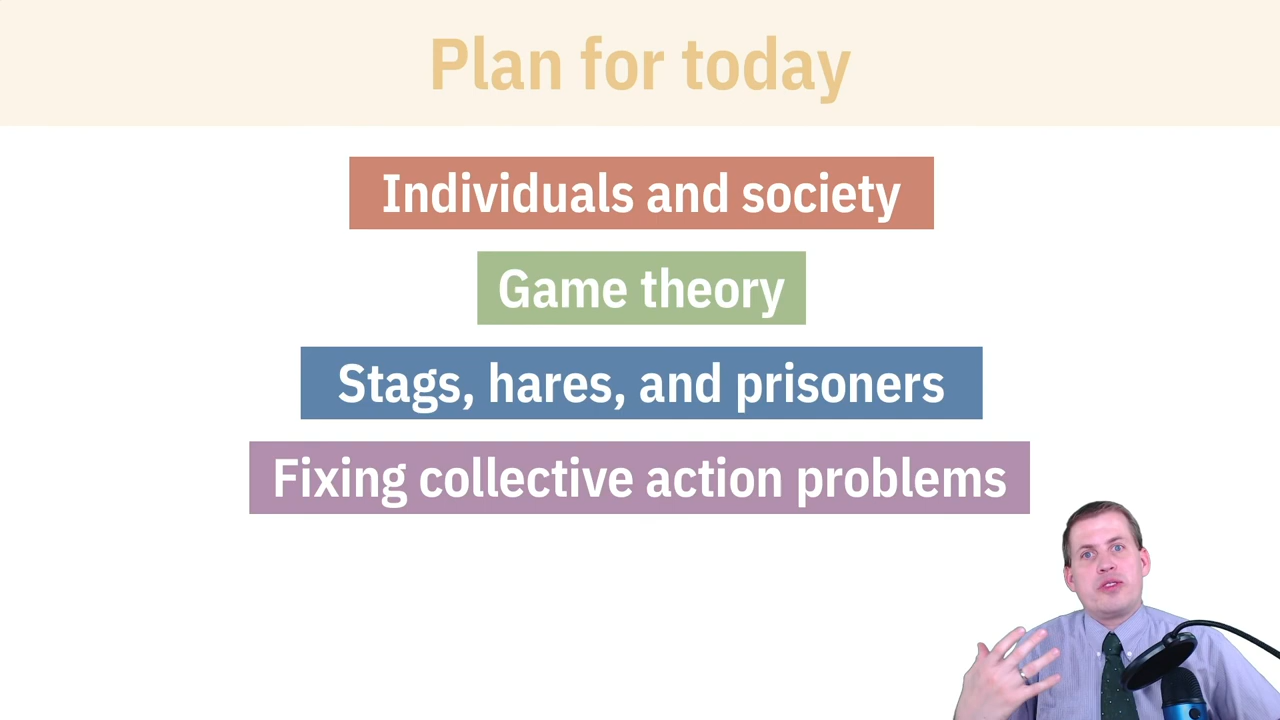 Plan for today
Individuals and society
Game theory
Stags, hares, and prisoners
Fixing collective action problems